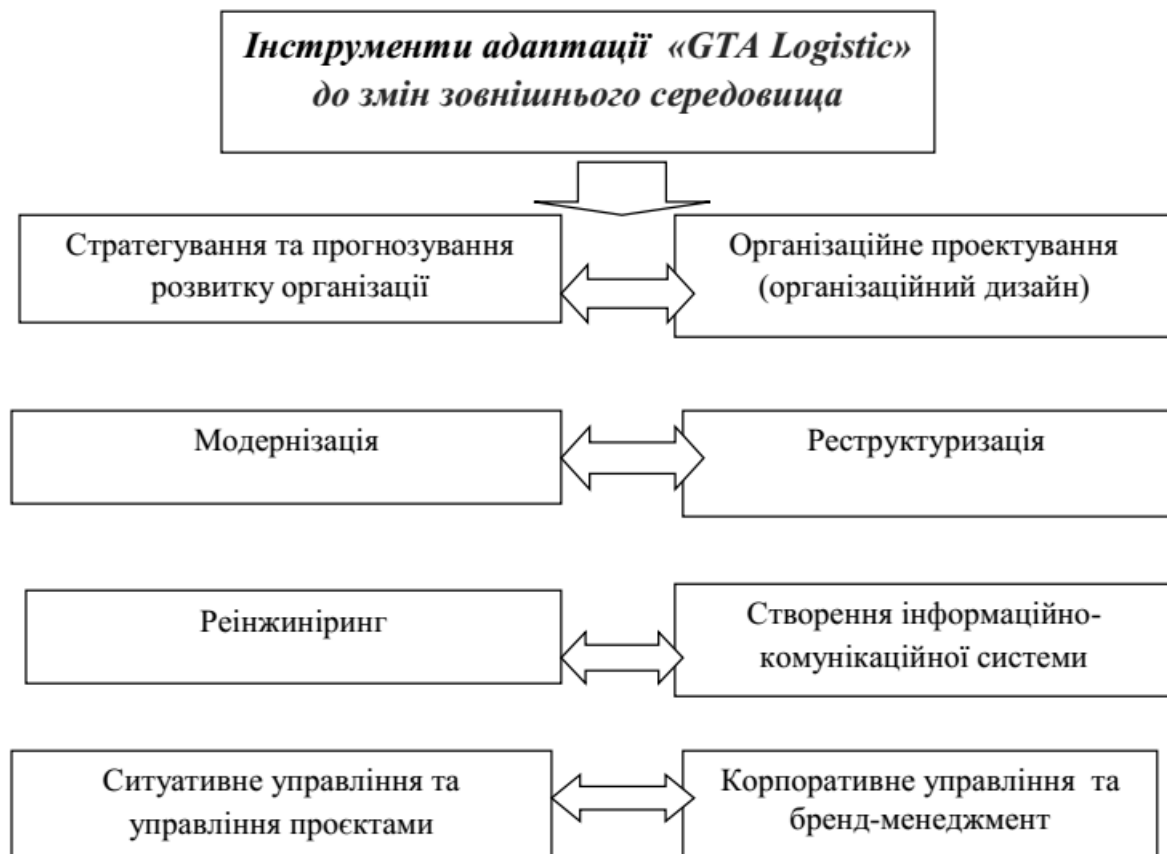 Інструменти адаптації «GTA Logistic»
до змін зовнішнього середовища
Стратегування та прогнозування
розвитку організації
Організаційне проектування
(організаційний дизайн)
Модернізація
Реструктуризація
Реінжиніринг
Створення інформаційно-
комунікаційної системи
Ситуативне управління та
управління проєктами
Корпоративне управління та
бренд-менеджмент